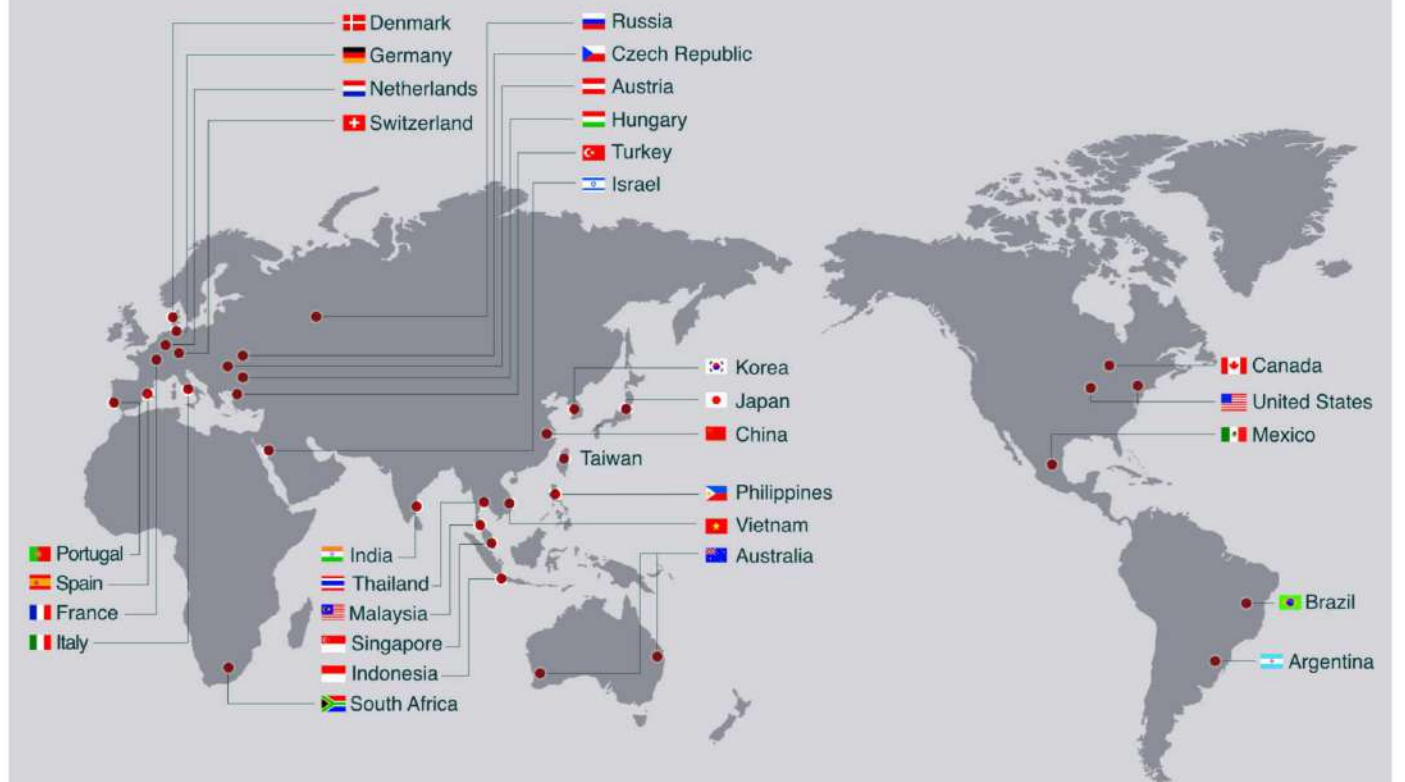 Denmark
Germany
Netherlands
Switzerland
Russia
Czech Republic
Austria
Hungary
Turkey
Israel
Korea
Japan
China
Taiwan
Philippines
Vietnam
Australia
Canada
United States
Mexico
Portugal
Spain
France
Italy
India
Thailand
Malaysia
Singapore
Indonesia
South Africa
Brazil
Argentina